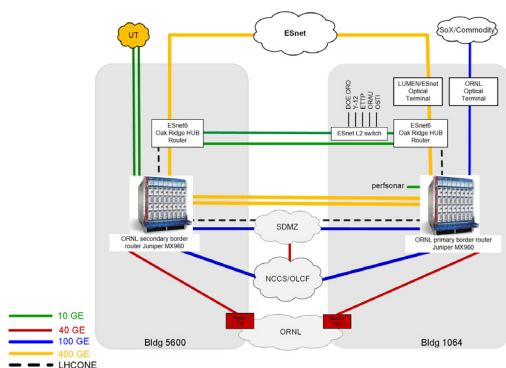 UT
ESnet
SoX/Commodity
LUMEN/ESnet
Optical
Terminal
ORNL
Optical
Terminal
DOE GRO
Y-12
ETTP
ORAU
OSTI
ESnet6
Oak Ridge HUB
Router
ESnet L2 switch
ESnet6
Oak Ridge HUB
Router
perfsonar
ORNL secondary border
router Juniper MX960
SDMZ
ORNL primary border router
Juniper MX960
NCCS/OLCF
ORNL
10 GE
40 GE
100 GE
400 GE
LHCONE
Bldg 5600
Bldg 1064